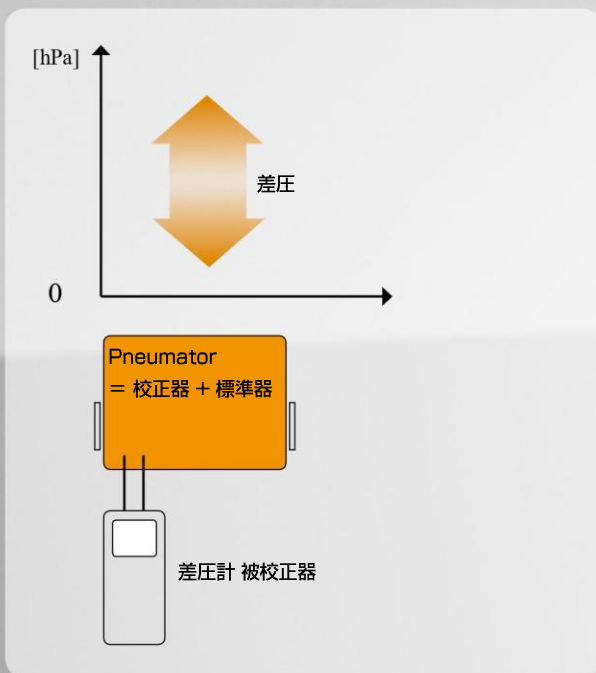 [hPa]
差圧
0
Pneumator
= 校正器 + 標準器
差圧計 被校正器